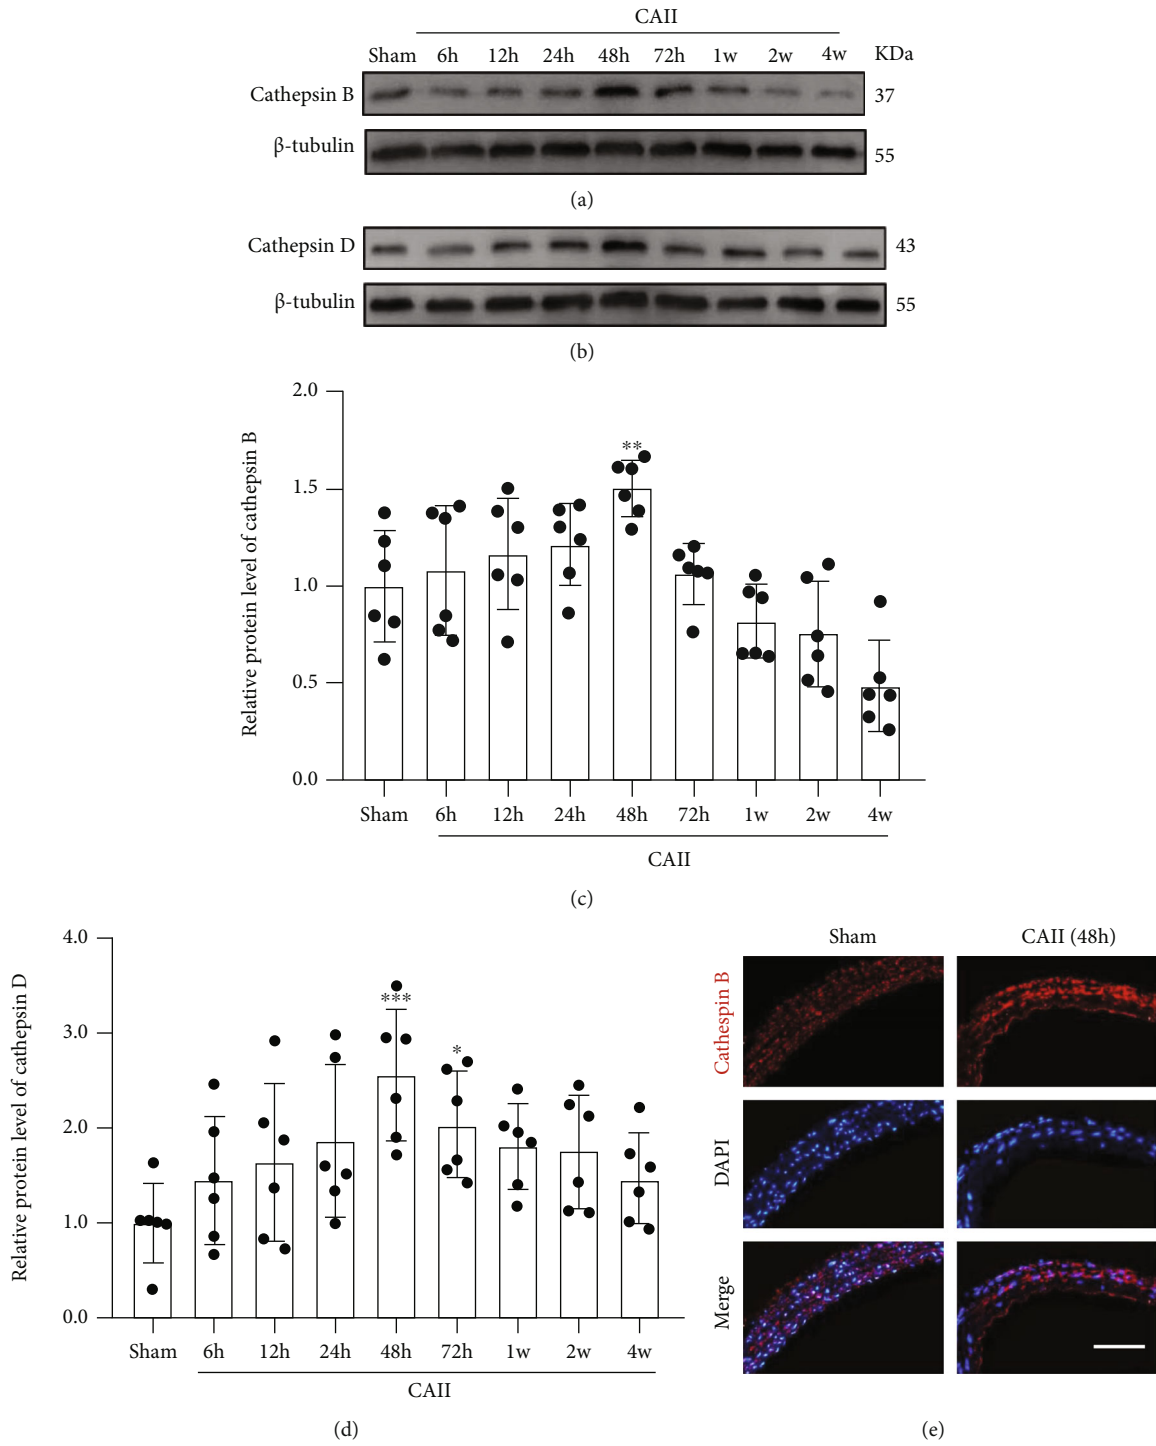 CAII
Sham 6h 12h 24h 48h 72h 1w 2w 4w KDa
Cathepsin B 37
β-tubulin 55
(a)
Cathepsin D 43
β-tubulin 55
(b)
Relative protein level of cathepsin B
2.0
1.5
1.0
0.5
0.0
**
Sham 6h 12h 24h 48h 72h 1w 2w 4w
CAII
(c)
Relative protein level of cathepsin D
4.0
3.0
2.0
1.0
0.0
***
*
Sham 6h 12h 24h 48h 72h 1w 2w 4w
CAII
(d)
Sham CAII (48h)
Cathespin B
DAPI
Merge
(e)